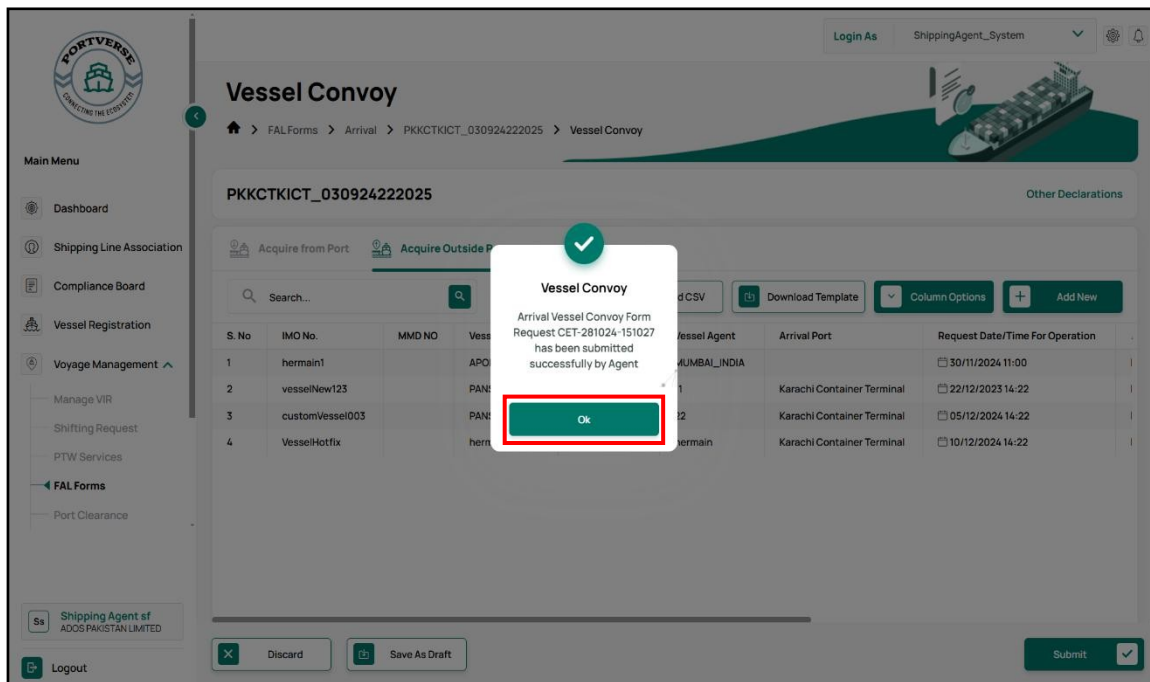 PORTVERSE
CONNECTING THE ECOSYSTEM
Login As ShippingAgent_System
Vessel Convoy
FAL Forms > Arrival > PKKCTKICT_030924222025 > Vessel Convoy
Main Menu
Dashboard
Shipping Line Association
Compliance Board
Vessel Registration
Voyage Management
Manage VIR
Shifting Request
PTW Services
FAL Forms
Port Clearance
Ss
Shipping Agent sf
ADOS PAKISTAN LIMITED
Logout
PKKCTKICT_030924222025 Other Declarations
Acquire from Port Acquire Outside P
Search... d CSV Download Template Column Options Add New
S. No IMO No. MMD NO Vess Vessel Agent Arrival Port Request Date/Time For Operation
1 hermain1 APO MUMBAI_INDIA 30/11/2024 11:00
2 vesselNew123 PANS 1 Karachi Container Terminal 22/12/2023 14:22
3 customVessel003 PANS 22 Karachi Container Terminal 05/12/2024 14:22
4 VesselHotfix herm hermain Karachi Container Terminal 10/12/2024 14:22
Vessel Convoy
Arrival Vessel Convoy Form
Request CET-281024-151027
has been submitted
successfully by Agent
Ok
Discard Save As Draft Submit